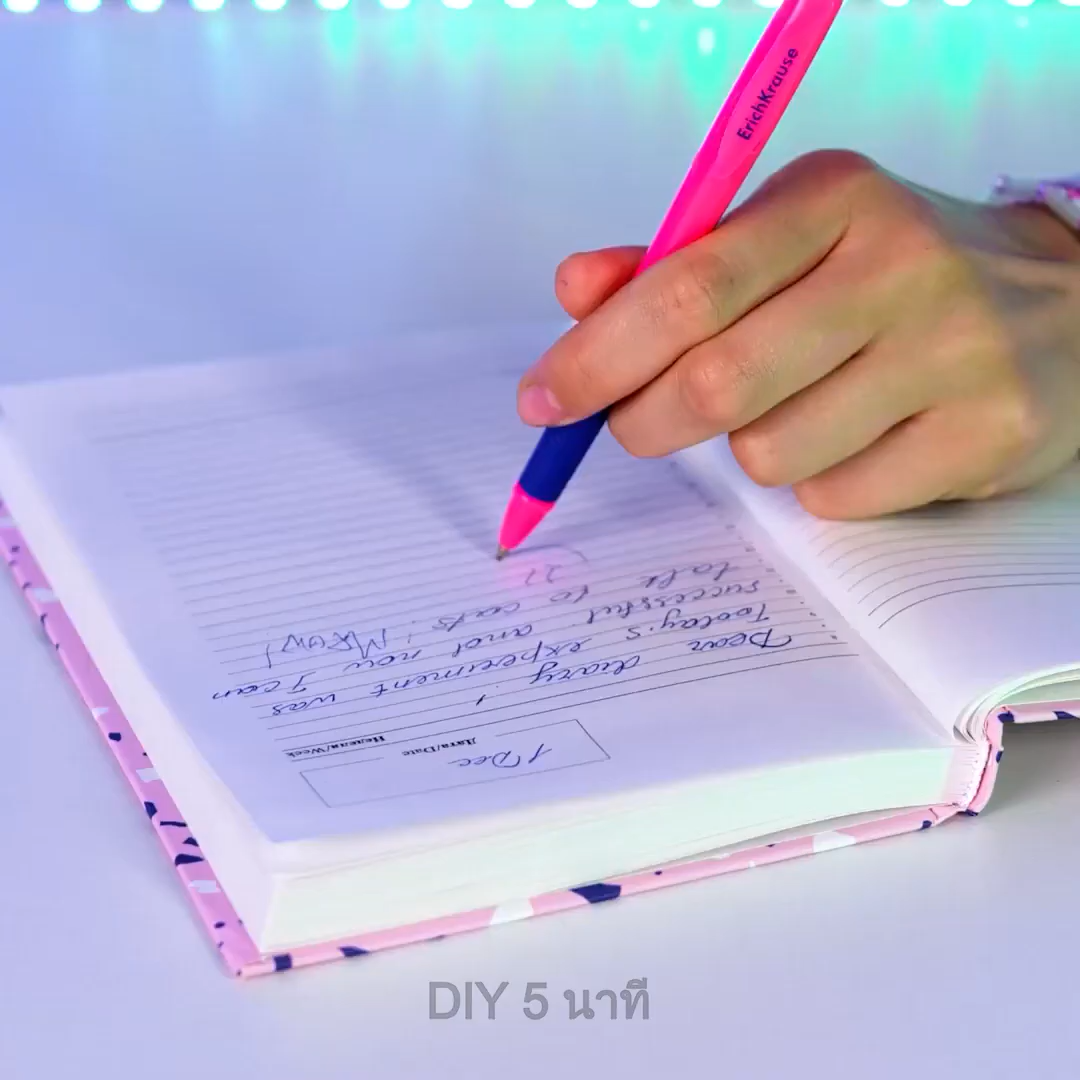 ErichKrause
Дата/Date 1 Dec
Неделя/Week
Dear diary!
Today's experiment was
successful and now I can
talk to cats:
DIY 5 นาที